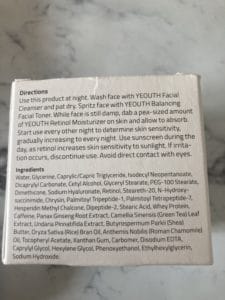 Directions
Use this product at night. Wash face with YEOUTH Facial
Cleanser and pat dry. Spritz face with YEOUTH Balancing
Facial Toner. While face is still damp, dab a pea-sized amount
of YEOUTH Retinol Moisturizer on skin and allow to absorb.
Start use every other night to determine skin sensitivity,
gradually increasing to every night. Use sunscreen during the
day, as retinol increases skin sensitivity to sunlight. If irrita-
tion occurs, discontinue use. Avoid direct contact with eyes.
Ingredients
Water, Glycerine, Caprylic/Capric Triglyceride, Isodecyl Neopentanoate,
Dicaprylyl Carbonate, Cetyl Alcohol, Glyceryl Stearate, PEG-100 Stearate,
Dimethicone, Sodium Hyaluronate, Retinol, Steareth-20, N-Hydroxy-
succinimide, Chrysin, Palmitoyl Tripeptide-1, Palmitoyl Tetrapeptide-7,
Hesperidin Methyl Chalcone, Dipeptide-2, Stearic Acid, Whey Protein,
Caffeine, Panax Ginseng Root Extract, Camellia Sinensis (Green Tea) Leaf
Extract, Undaria Pinnatifida Extract, Butyrospermum Parkii (Shea)
Butter, Oryza Sativa (Rice) Bran Oil, Anthemis Nobilis (Roman Chamomile)
Oil, Tocopheryl Acetate, Xanthan Gum, Carbomer, Disodium EDTA,
Caprylyl Glycol, Hexylene Glycol, Phenoxyethanol, Ethylhexylglycerin,
Sodium Hydroxide.